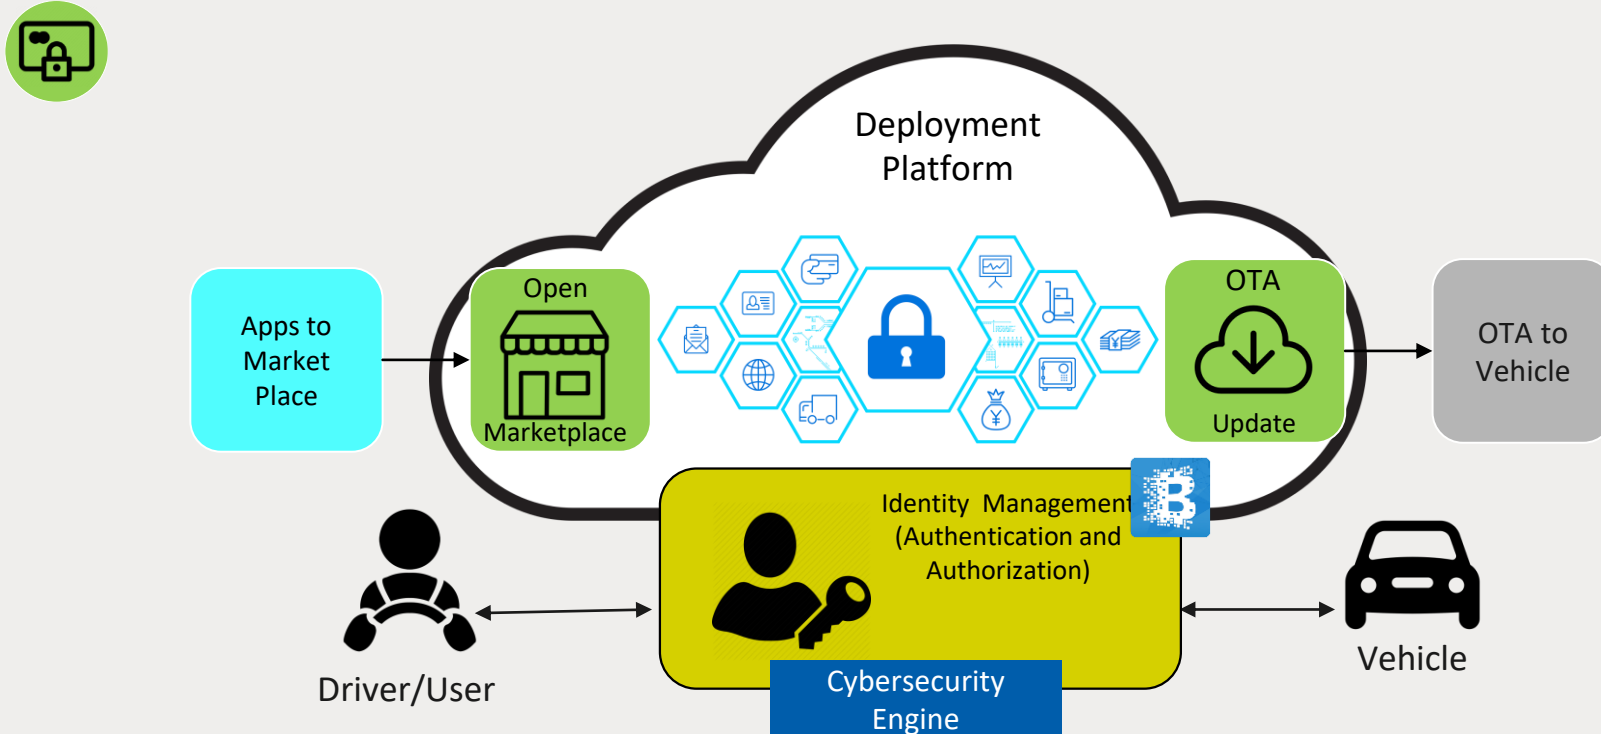 Deployment
Platform
Apps to
Market
Place
Open
Marketplace
OTA
Update
OTA to
Vehicle
Identity Management
(Authentication and
Authorization)
Driver/User
Vehicle
Cybersecurity
Engine
¥
¥
B